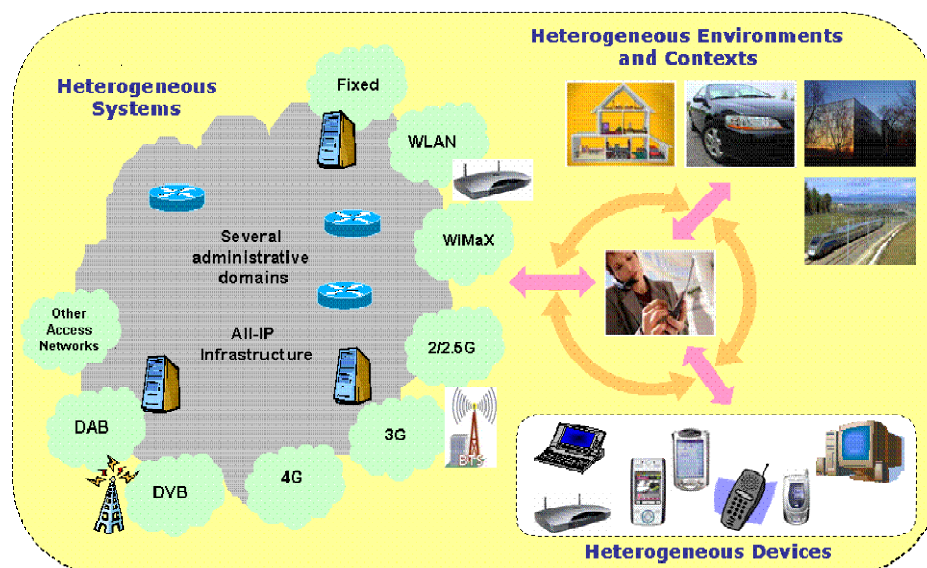 Heterogeneous Environments
and Contexts
Heterogeneous
Systems
Fixed
WLAN
WIMaX
Several
administrative
domains
Other
Access
Networks
All-IP
Infrastructure
2/2.5G
DAB
3G
BTS
4G
DVB
Heterogeneous Devices